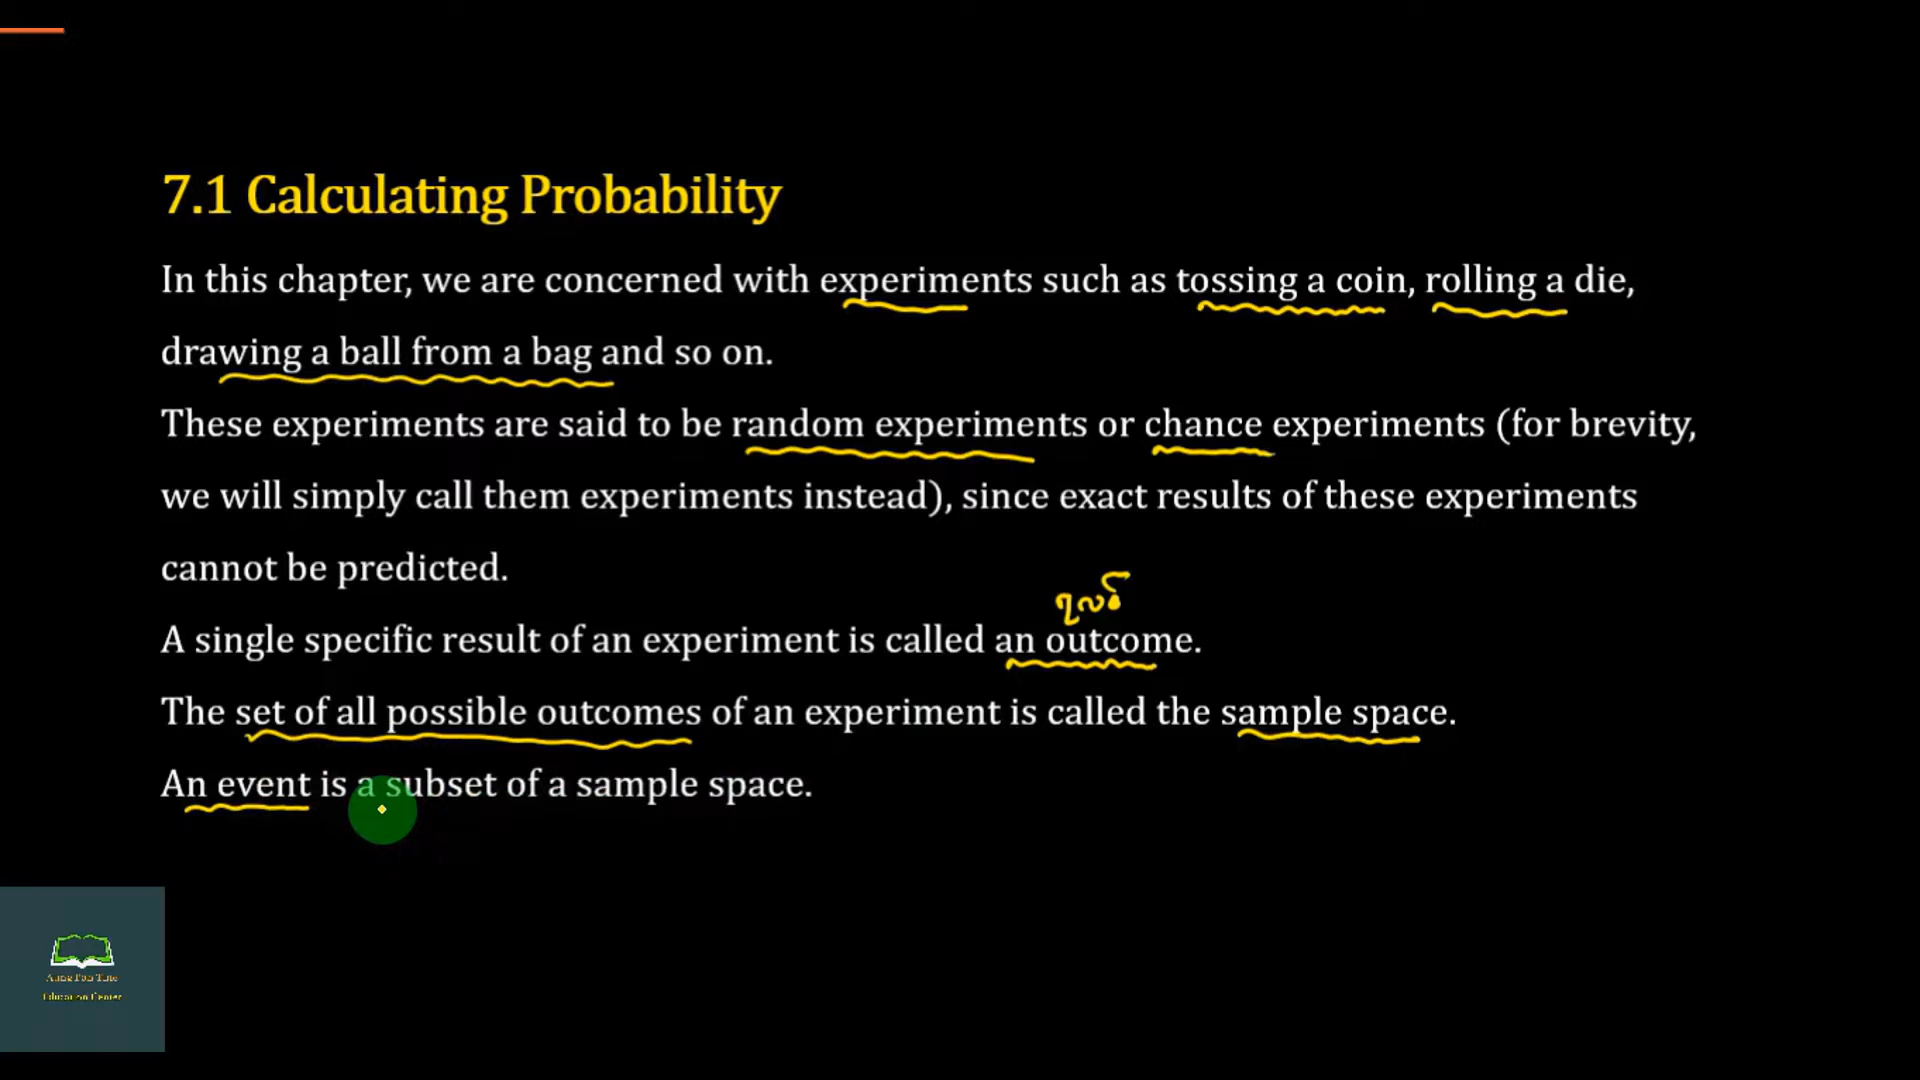 7.1 Calculating Probability
In this chapter, we are concerned with experiments such as tossing a coin, rolling a die,
drawing a ball from a bag and so on.
These experiments are said to be random experiments or chance experiments (for brevity,
we will simply call them experiments instead), since exact results of these experiments
cannot be predicted.
ရလစ်
A single specific result of an experiment is called an outcome.
The set of all possible outcomes of an experiment is called the sample space.
An event is a subset of a sample space.
Education Center